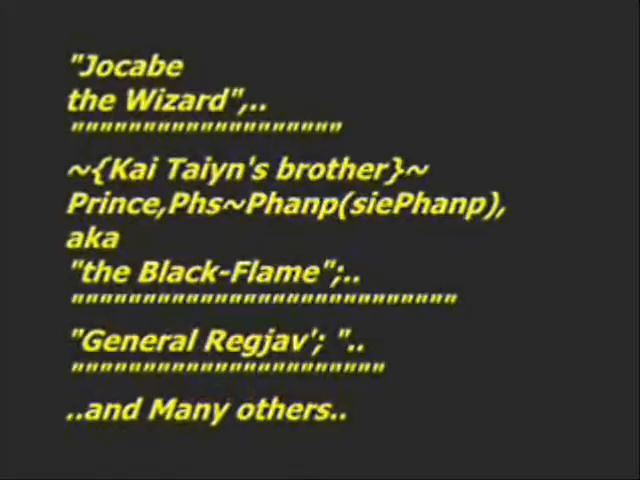 "Jocabe
the Wizard",..
"""""""""""""""""""
~{Kai Taiyn's brother}~
Prince,Phs~Phanp(siePhanp),
aka
"the Black-Flame";..
"""""""""""""""""""""""""""
"General Regjav'; "..
""""""""""""""""""""""
..and Many others..